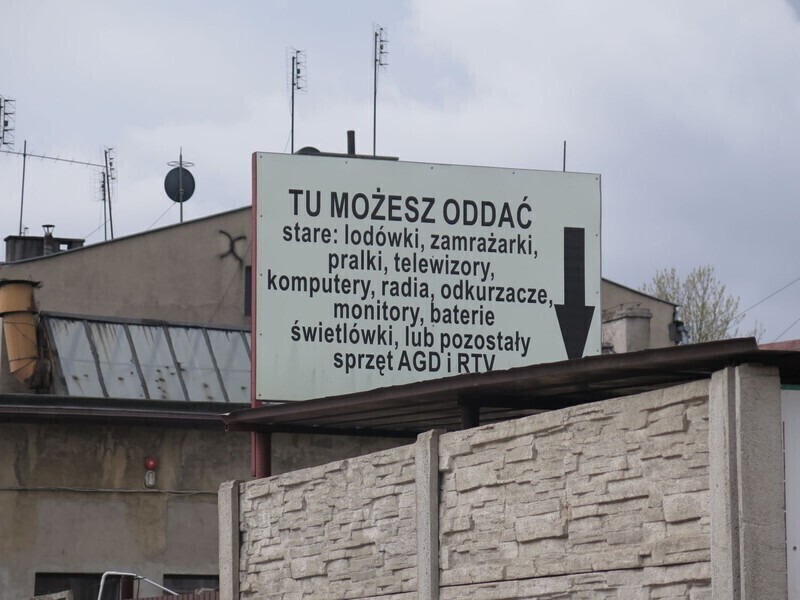 TU MOŻESZ ODDAĆ
stare: lodówki, zamrażarki,
pralki, telewizory,
komputery, radia, odkurzacze,
monitory, baterie
świetlówki, lub pozostały
sprzęt AGD i RTV